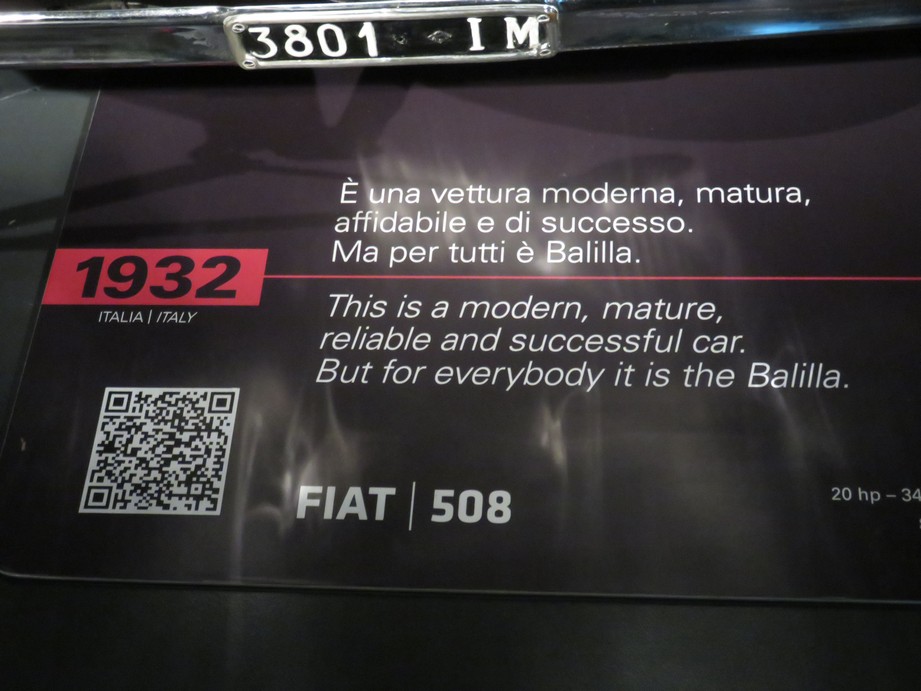 3801 IM
È una vettura moderna, matura,
affidabile e di successo.
Ma per tutti è Balilla.
1932
ITALIA | ITALY
This is a modern, mature,
reliable and successful car.
But for everybody it is the Balilla.
FIAT | 508
20 hp – 34